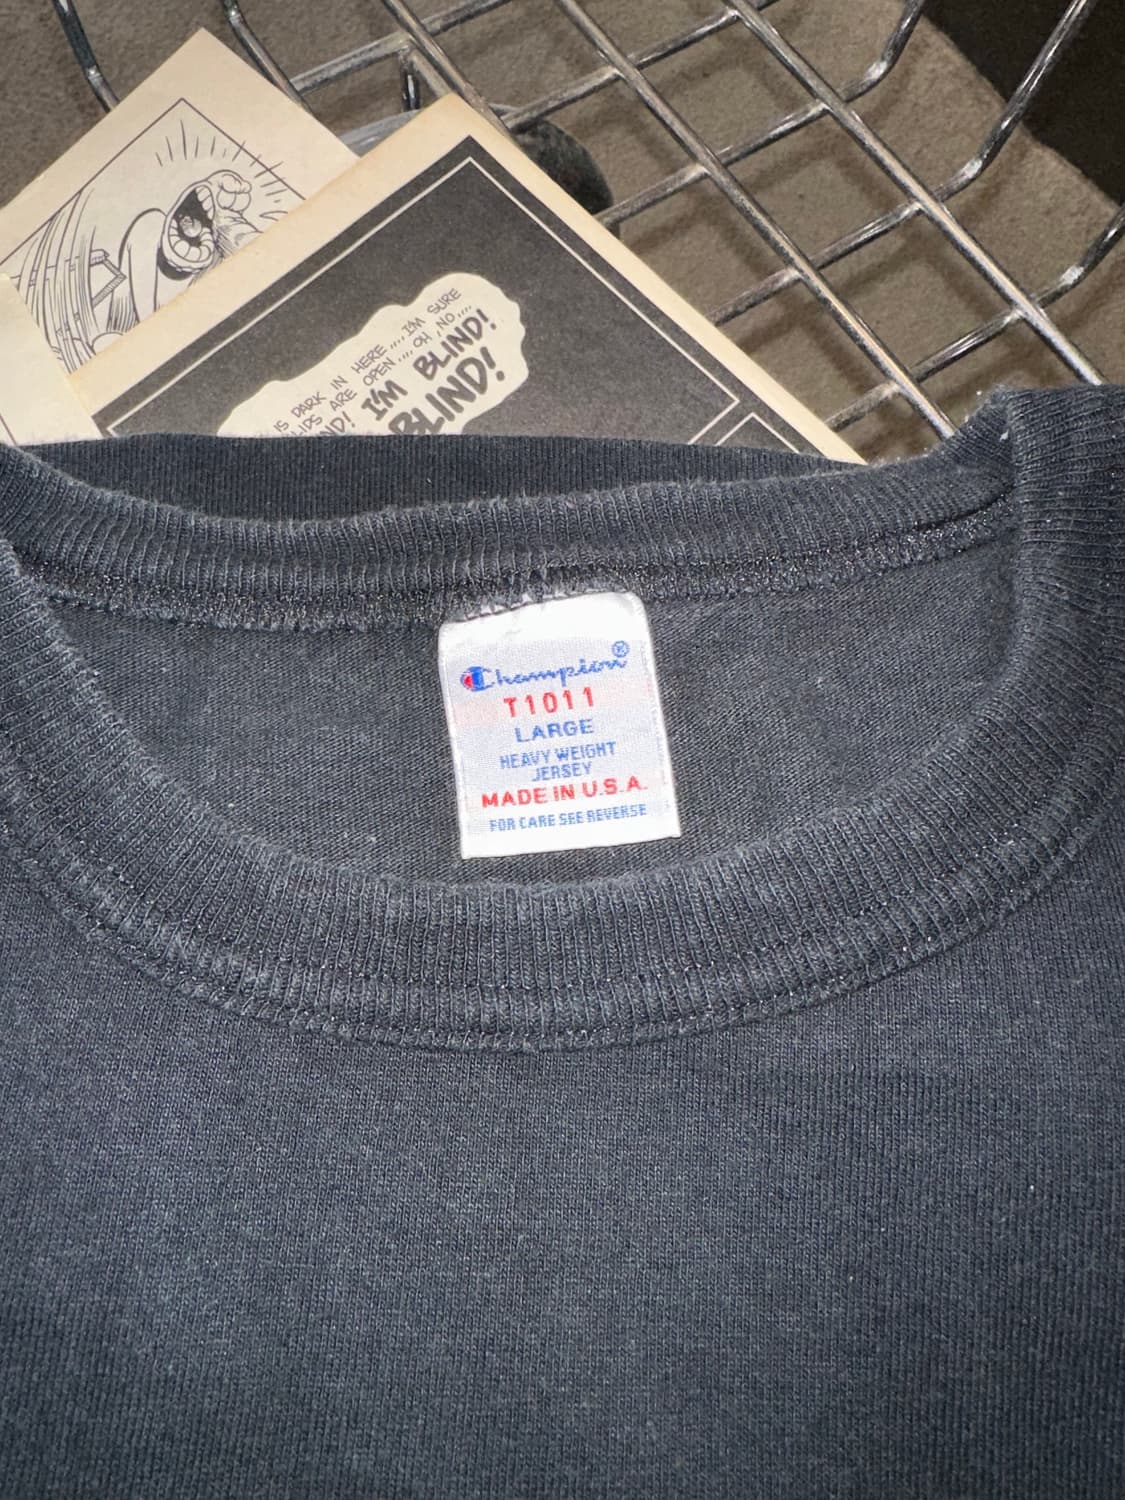 IS DARK IN HERE....I'M SURE
LIDS ARE OPEN....OH, NO....
I'M BLIND!
BLIND!
Champion®
T1011
LARGE
HEAVY WEIGHT
JERSEY
MADE IN U.S.A.
FOR CARE SEE REVERSE